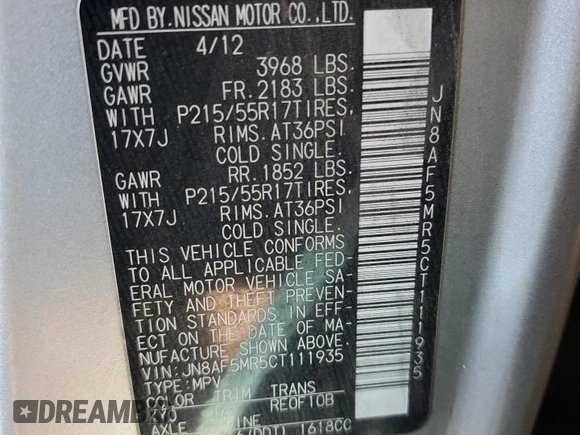 MFD BY.NISSAN MOTOR CO.,LTD.
DATE 4/12
GVWR 3968 LBS.
GAWR FR.2183 LBS.
WITH P215/55R17TIRES,
17X7J RIMS.AT36PSI
COLD SINGLE.
GAWR RR.1852 LBS.
WITH P215/55R17TIRES,
17X7J RIMS.AT36PSI
COLD SINGLE.
THIS VEHICLE CONFORMS
TO ALL APPLICABLE FED-
ERAL MOTOR VEHICLE SA-
FETY AND THEFT PREVEN-
TION STANDARDS IN EFF-
ECT ON THE DATE OF MA-
NUFACTURE SHOWN ABOVE.
VIN:JN8AF5MR5CT111935
TYPE:MPV
COLOR TRIM TRANS
REOF10B
AXLE
1618CC
JN8AF5MR5CT111935